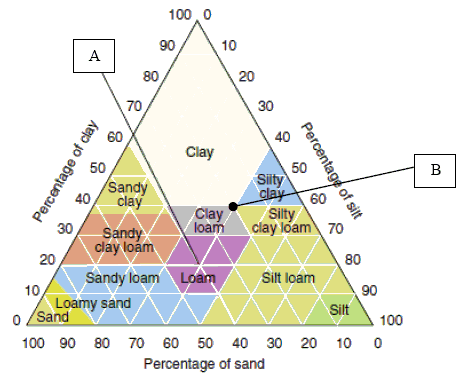 100 0
90 10
A
80 20
70 30
60 40
Percentage of clay
Percentage of silt
Clay
50 50
B
Sandy
clay
Silty
clay
40 60
Clay
loam
Silty
clay loam
30 70
Sandy
clay loam
20 80
Sandy loam
Loam
Silt loam
10 90
Loamy sand
Sand
Silt
0 100
100 90 80 70 60 50 40 30 20 10 0
Percentage of sand